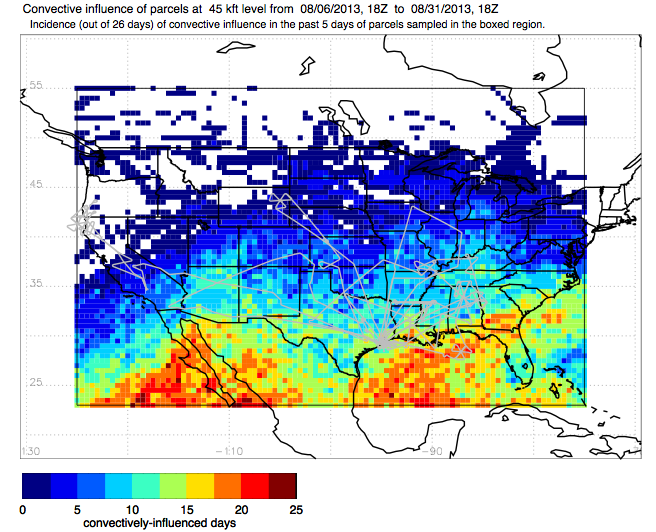 Convective influence of parcels at 45 kft level from 08/06/2013, 18Z to 08/31/2013, 18Z
Incidence (out of 26 days) of convective influence in the past 5 days of parcels sampled in the boxed region.
55
45
35
25
130 -110 -90
0 5 10 15 20 25
convectively-influenced days